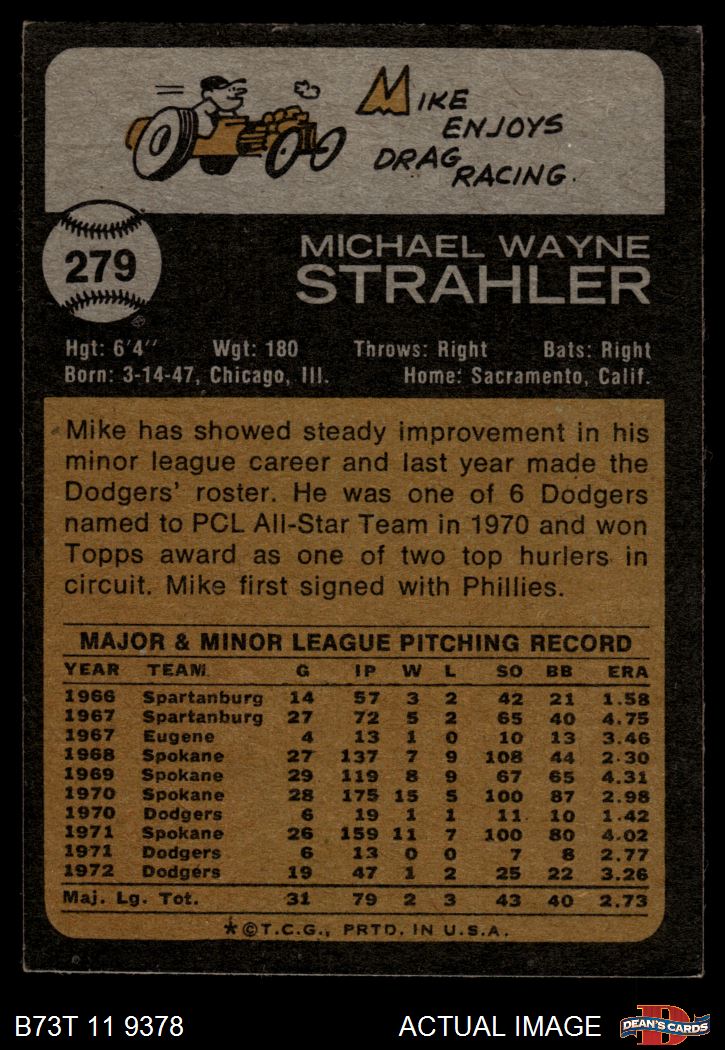 MIKE
ENJOYS
DRAG
RACING.
279
MICHAEL WAYNE
STRAHLER
Hgt: 6'4" Wgt: 180 Throws: Right Bats: Right
Born: 3-14-47, Chicago, Ill. Home: Sacramento, Calif.
Mike has showed steady improvement in his
minor league career and last year made the
Dodgers' roster. He was one of 6 Dodgers
named to PCL All-Star Team in 1970 and won
Topps award as one of two top hurlers in
circuit. Mike first signed with Phillies.
MAJOR & MINOR LEAGUE PITCHING RECORD
YEAR TEAM G IP W L SO BB ERA
1966 Spartanburg 14 57 3 2 42 21 1.58
1967 Spartanburg 27 72 5 2 65 40 4.75
1967 Eugene 4 13 1 0 10 13 3.46
1968 Spokane 27 137 7 9 108 44 2.30
1969 Spokane 29 119 8 9 67 65 4.31
1970 Spokane 28 175 15 5 100 87 2.98
1970 Dodgers 6 19 1 1 11 10 1.42
1971 Spokane 26 159 11 7 100 80 4.02
1971 Dodgers 6 13 0 0 7 8 2.77
1972 Dodgers 19 47 1 2 25 22 3.26
Maj. Lg. Tot. 31 79 2 3 43 40 2.73
*©T.C.G., PRTD. IN U.S.A.
B73T 11 9378 ACTUAL IMAGE D DEAN'S CARDS